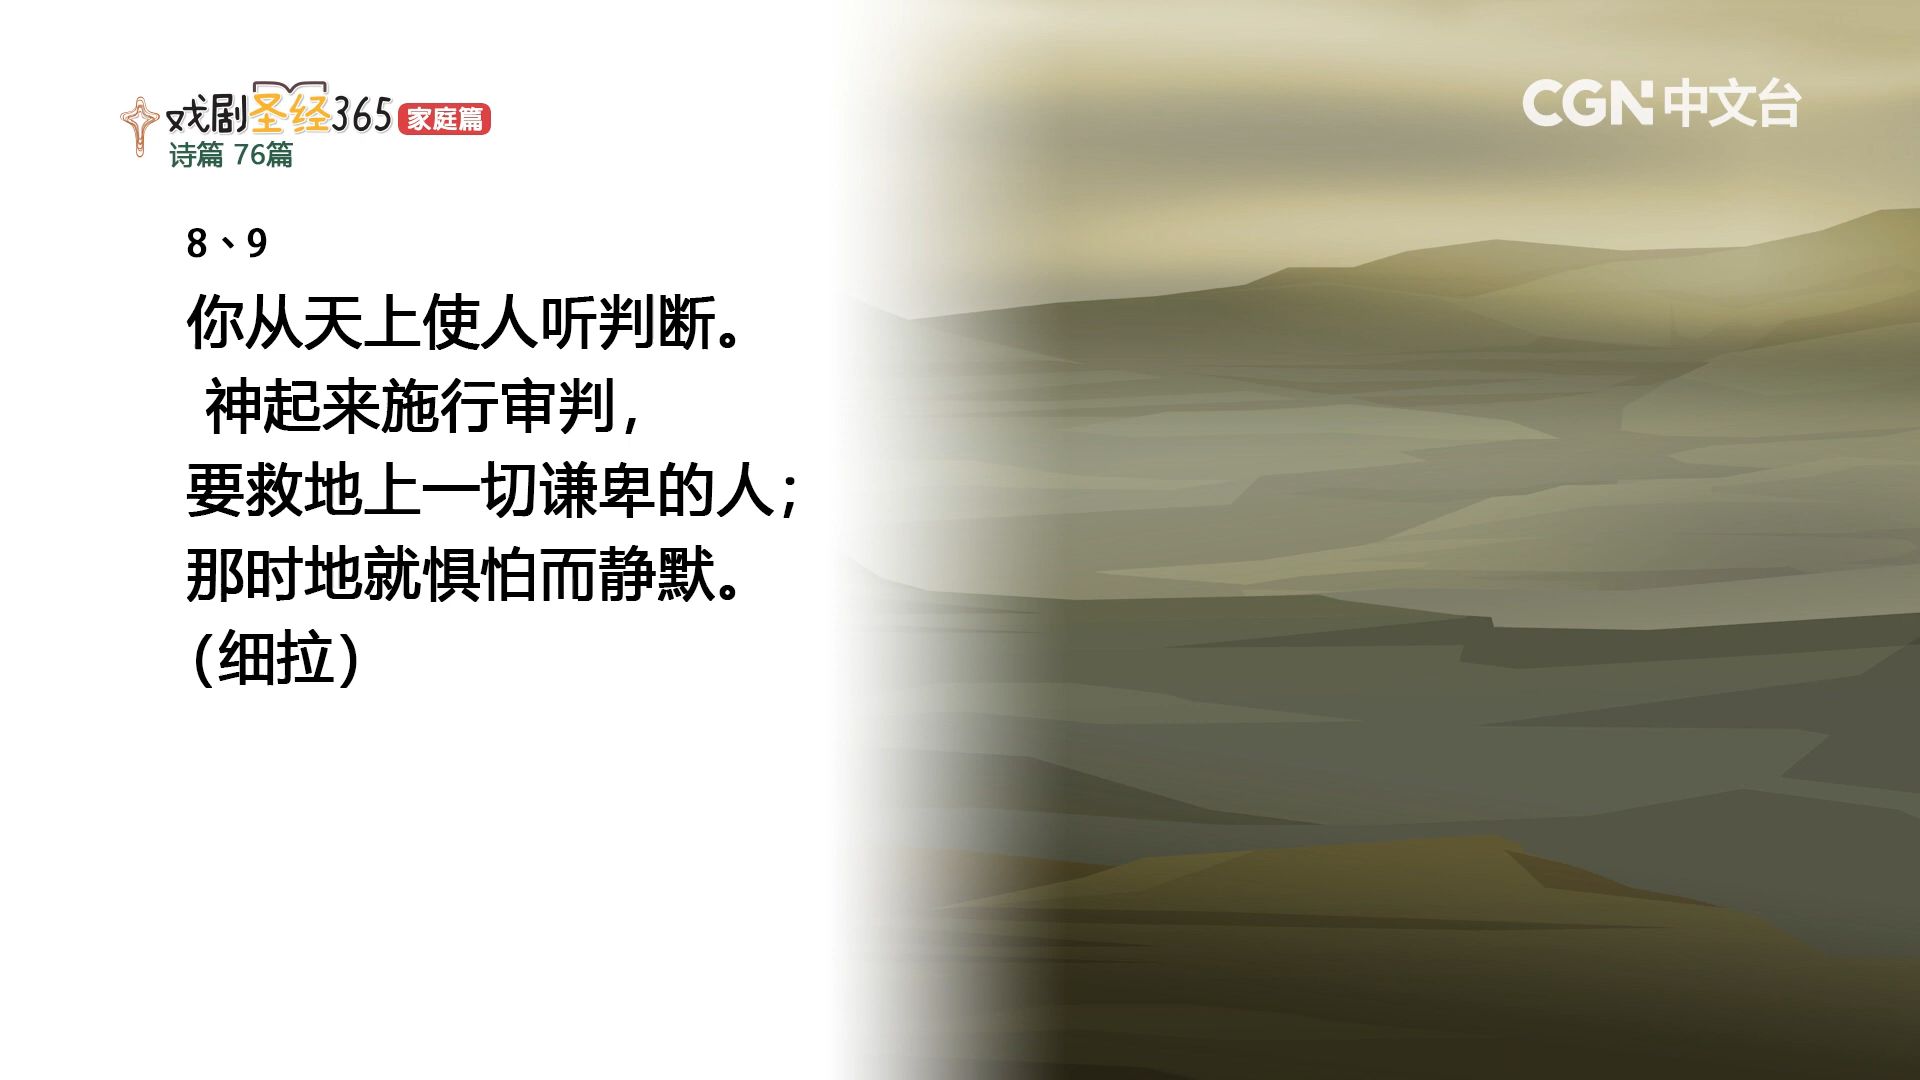 戏剧圣经365 家庭篇
诗篇 76篇
CGN中文台
8、9
你从天上使人听判断。
神起来施行审判，
要救地上一切谦卑的人；
那时地就惧怕而静默。
（细拉）